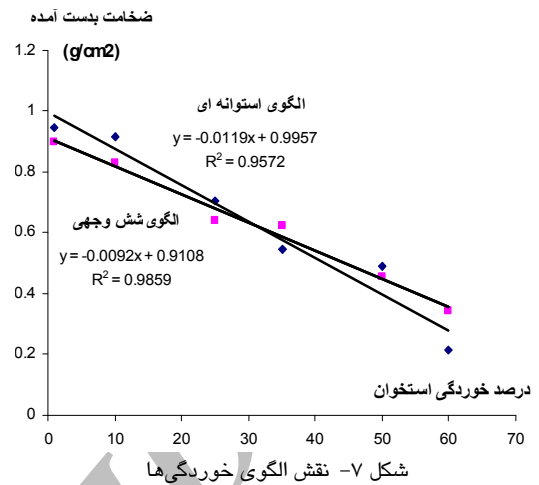 ضخامت بدست آمده
(g/cm2)
1.2
1
0.8
0.6
0.4
0.2
0
الگوی استوانه ای
y = -0.0119x + 0.9957
R² = 0.9572
الگوی شش وجهی
y = -0.0092x + 0.9108
R² = 0.9859
درصد خوردگی استخوان
0 10 20 30 40 50 60 70
شکل ۷- نقش الگوی خوردگی‌ها